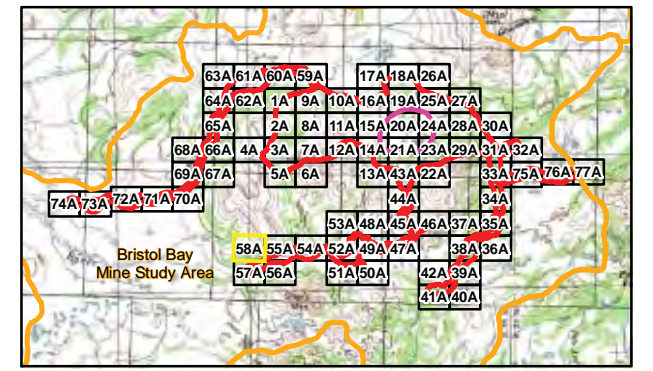 63A 61A 60A 59A 17A 18A 26A
64A 62A 1A 9A 10A 16A 19A 25A 27A
65A 2A 8A 11A 15A 20A 24A 28A 30A
68A 66A 4A 3A 7A 12A 14A 21A 23A 29A 31A 32A
69A 67A 5A 6A 13A 43A 22A 33A 75A 76A 77A
74A 73A 72A 71A 70A 44A 34A
53A 48A 45A 46A 37A 35A
58A 55A 54A 52A 49A 47A 38A 36A
Bristol Bay
Mine Study Area
57A 56A 51A 50A 42A 39A
41A 40A